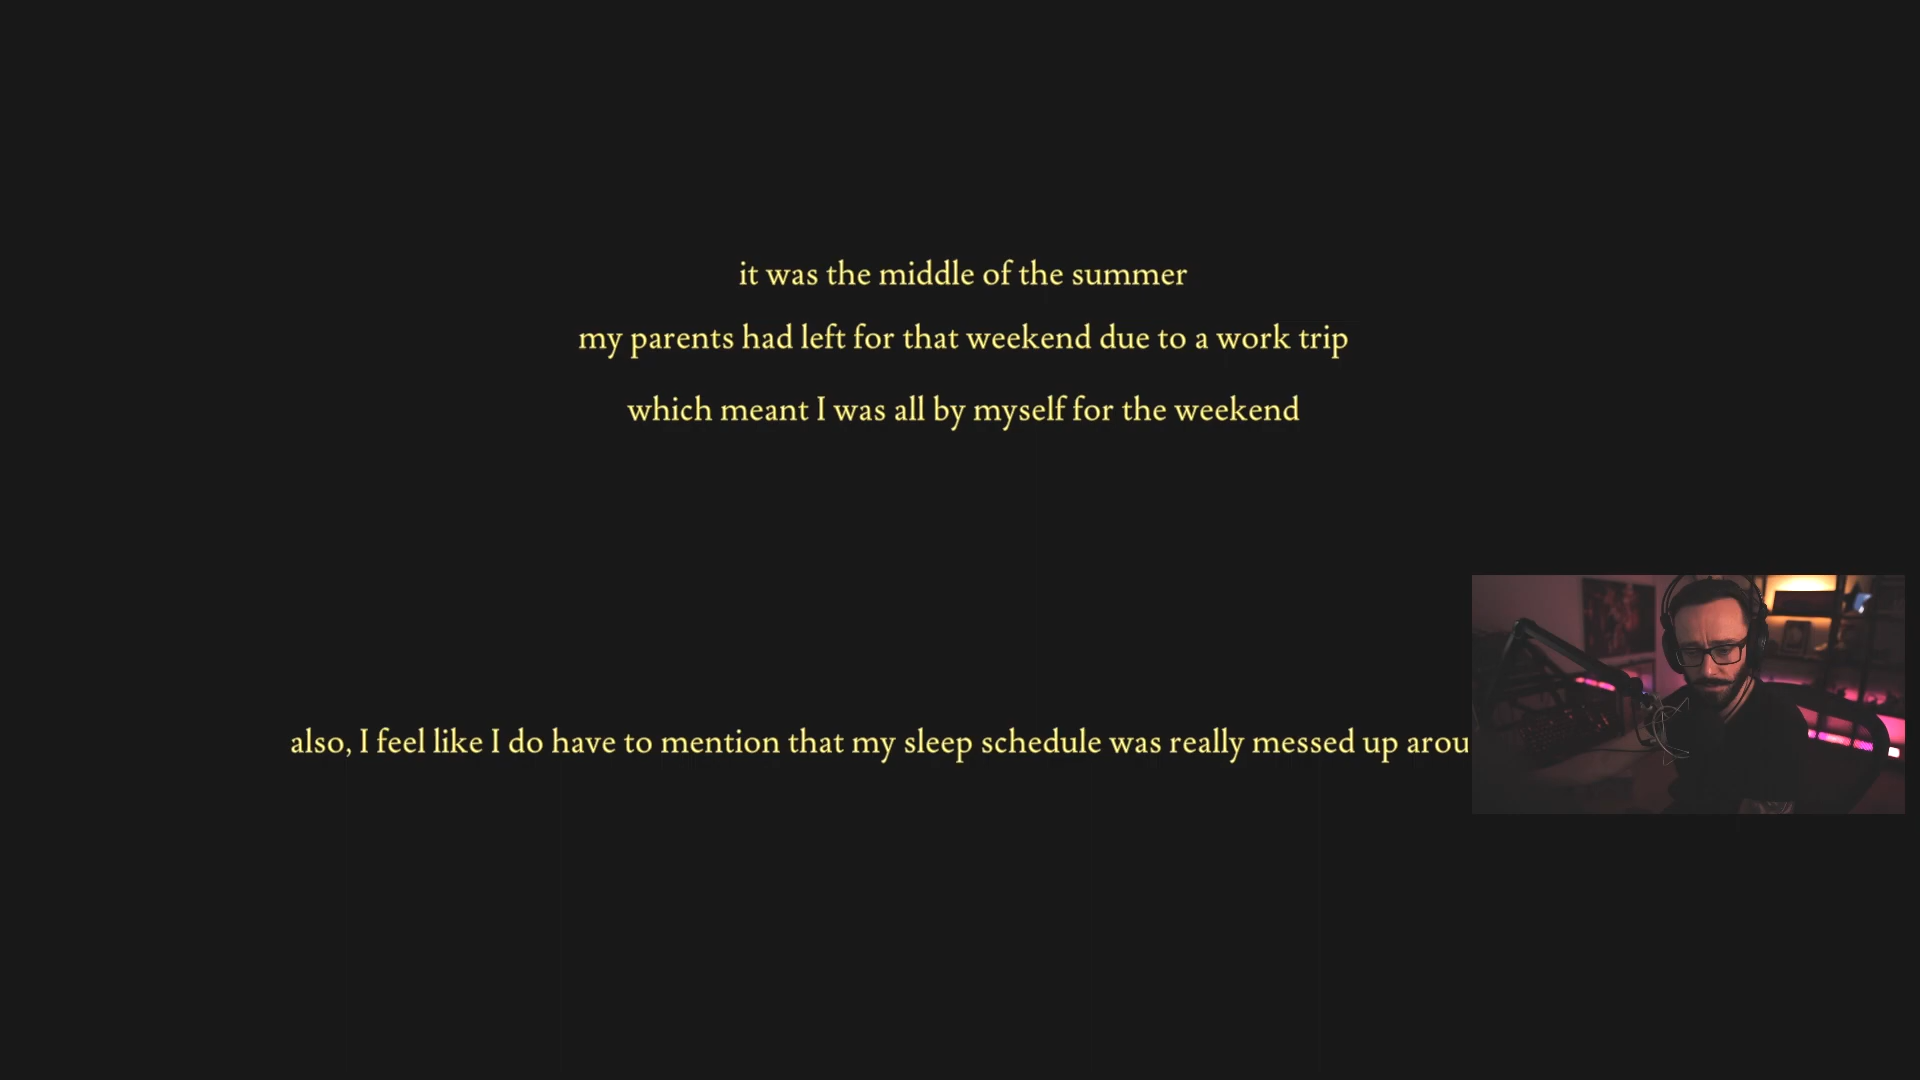 it was the middle of the summer
my parents had left for that weekend due to a work trip
which meant I was all by myself for the weekend
also, I feel like I do have to mention that my sleep schedule was really messed up arou